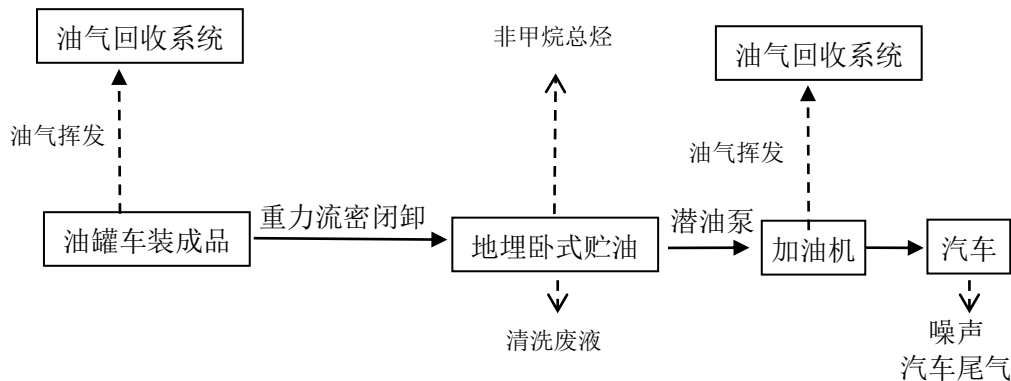 油气回收系统
非甲烷总烃
油气回收系统
油气挥发
油气挥发
重力流密闭卸
潜油泵
油罐车装成品
地埋卧式贮油
加油机
汽车
清洗废液
噪声
汽车尾气